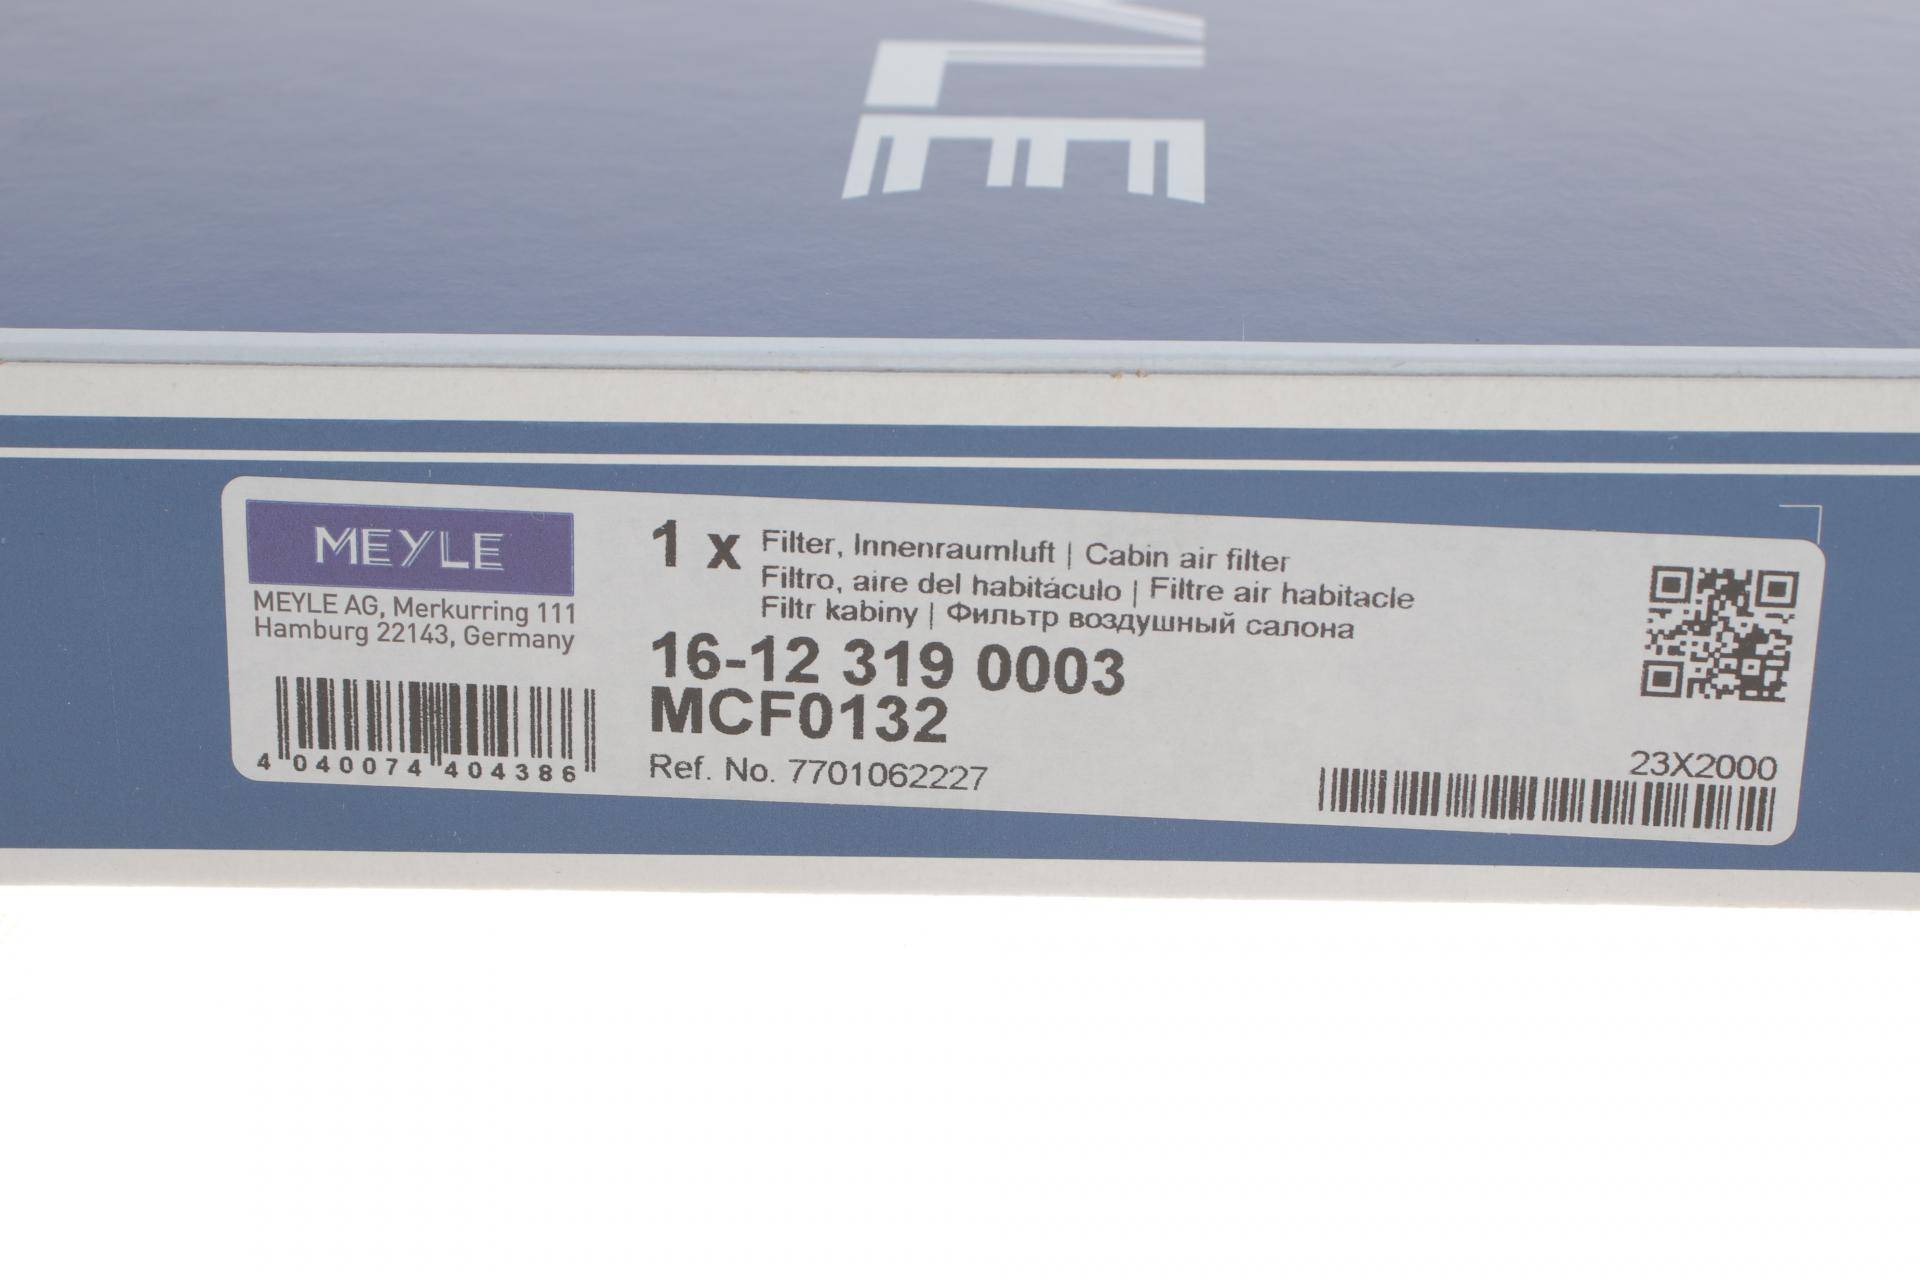 YLE
MEYLE
MEYLE AG, Merkurring 111
Hamburg 22143, Germany
4 040074 404386
1 x Filter, Innenraumluft | Cabin air filter
Filtro, aire del habitáculo | Filtre air habitacle
Filtr kabiny | Фильтр воздушный салона
16-12 319 0003
MCF0132
Ref. No. 7701062227
23X2000